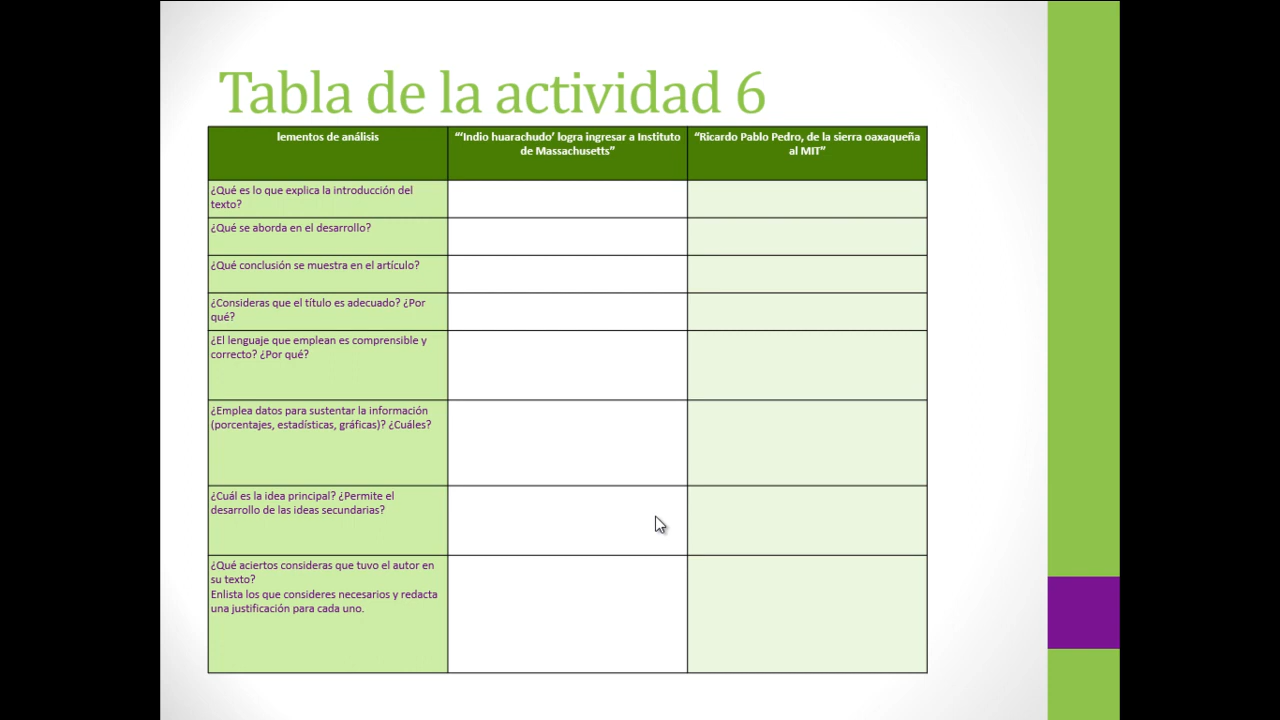 Tabla de la actividad 6
lementos de análisis
“‘Indio huarachudo’ logra ingresar a Instituto
de Massachusetts”
“Ricardo Pablo Pedro, de la sierra oaxaqueña
al MIT”
¿Qué es lo que explica la introducción del
texto?
¿Qué se aborda en el desarrollo?
¿Qué conclusión se muestra en el artículo?
¿Consideras que el título es adecuado? ¿Por
qué?
¿El lenguaje que emplean es comprensible y
correcto? ¿Por qué?
¿Emplea datos para sustentar la información
(porcentajes, estadísticas, gráficas)? ¿Cuáles?
¿Cuál es la idea principal? ¿Permite el
desarrollo de las ideas secundarias?
¿Qué aciertos consideras que tuvo el autor en
su texto?
Enlista los que consideres necesarios y redacta
una justificación para cada uno.